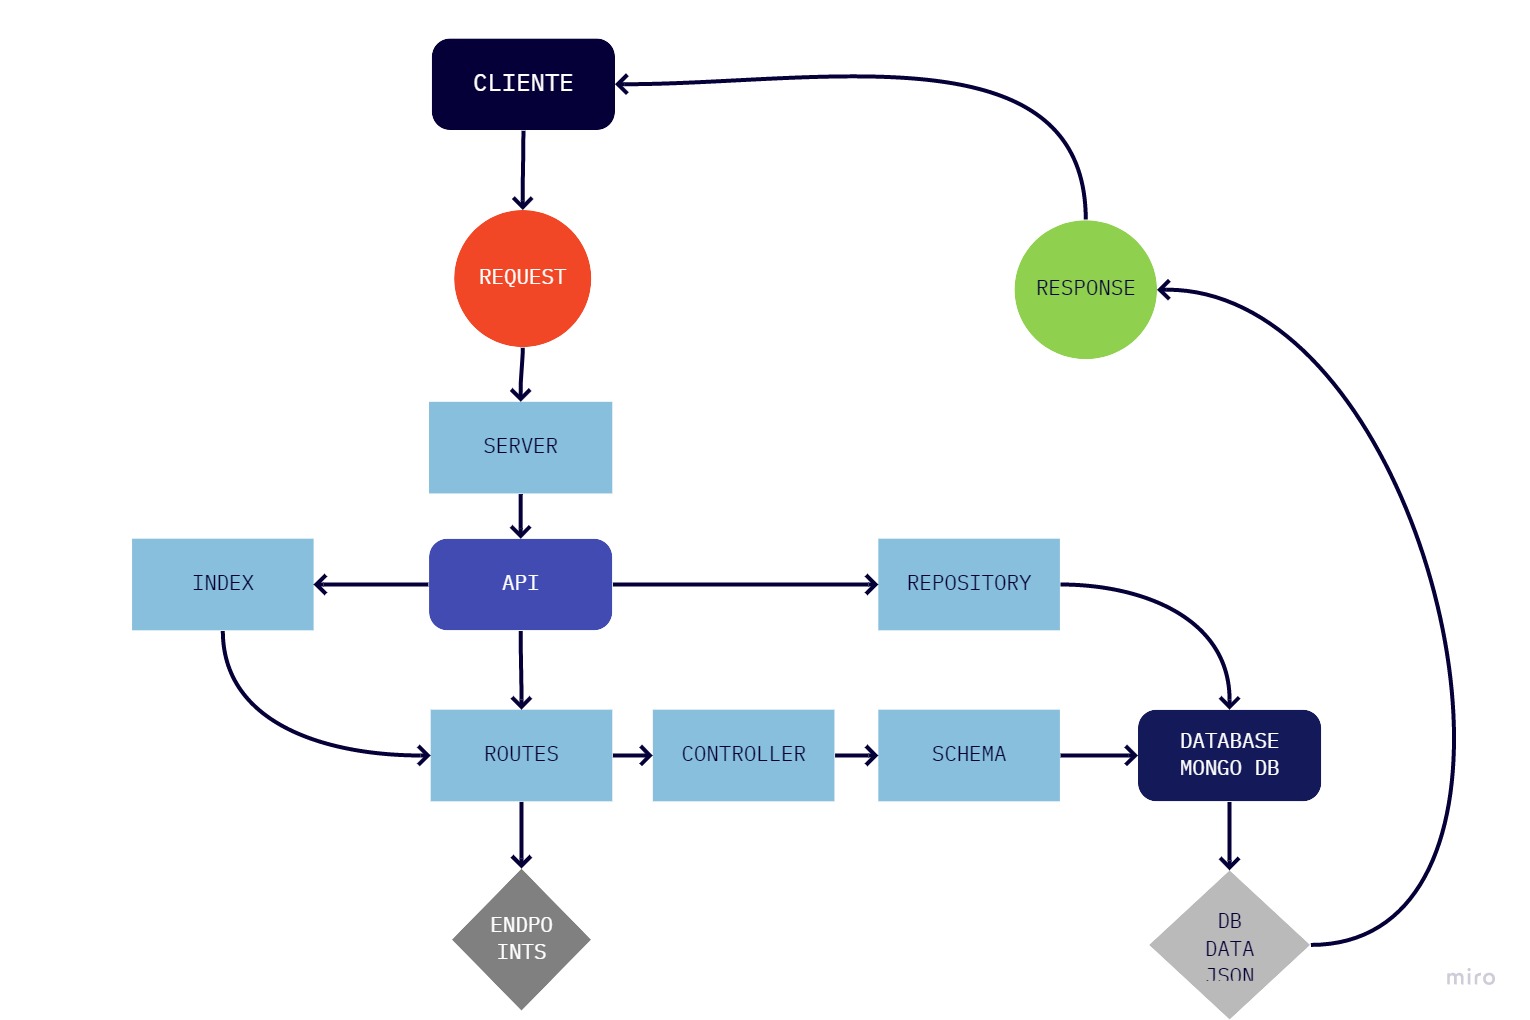 CLIENTE
REQUEST
RESPONSE
SERVER
INDEX
API
REPOSITORY
ROUTES
CONTROLLER
SCHEMA
DATABASE
MONGO DB
ENDPO
INTS
DB
DATA
JSON
miro